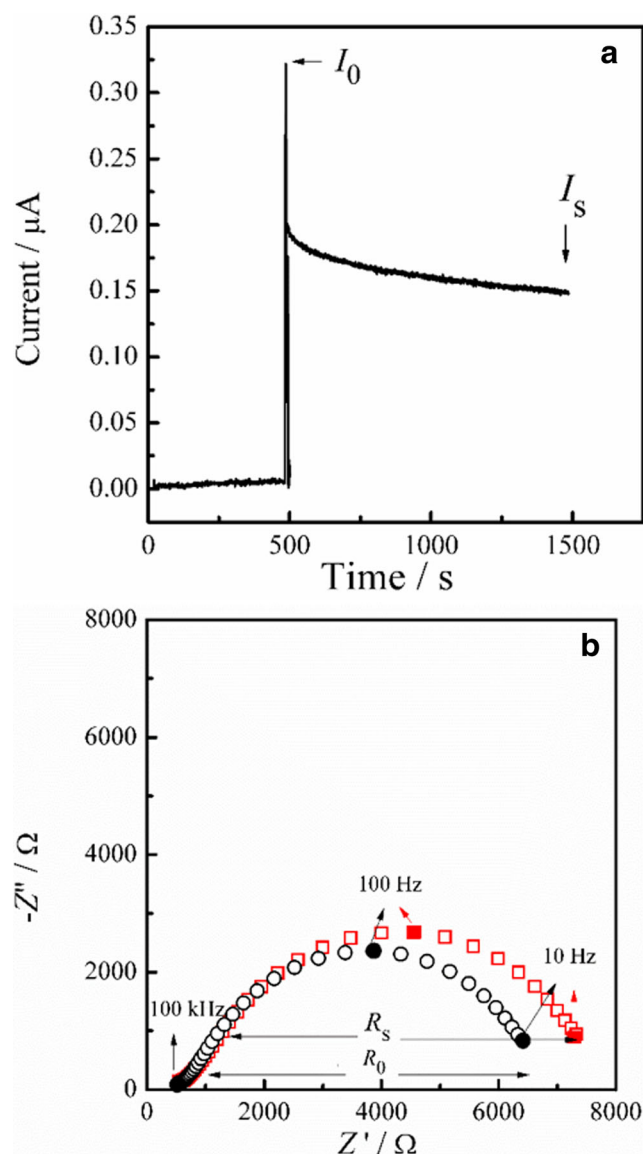 a
I0
Is
0.35
0.30
0.25
0.20
0.15
0.10
0.05
0.00
Current / μA
0 500 1000 1500
Time / s
b
8000
6000
4000
2000
0
-Z'' / Ω
100 Hz
10 Hz
100 kHz
Rs
R0
0 2000 4000 6000 8000
Z' / Ω